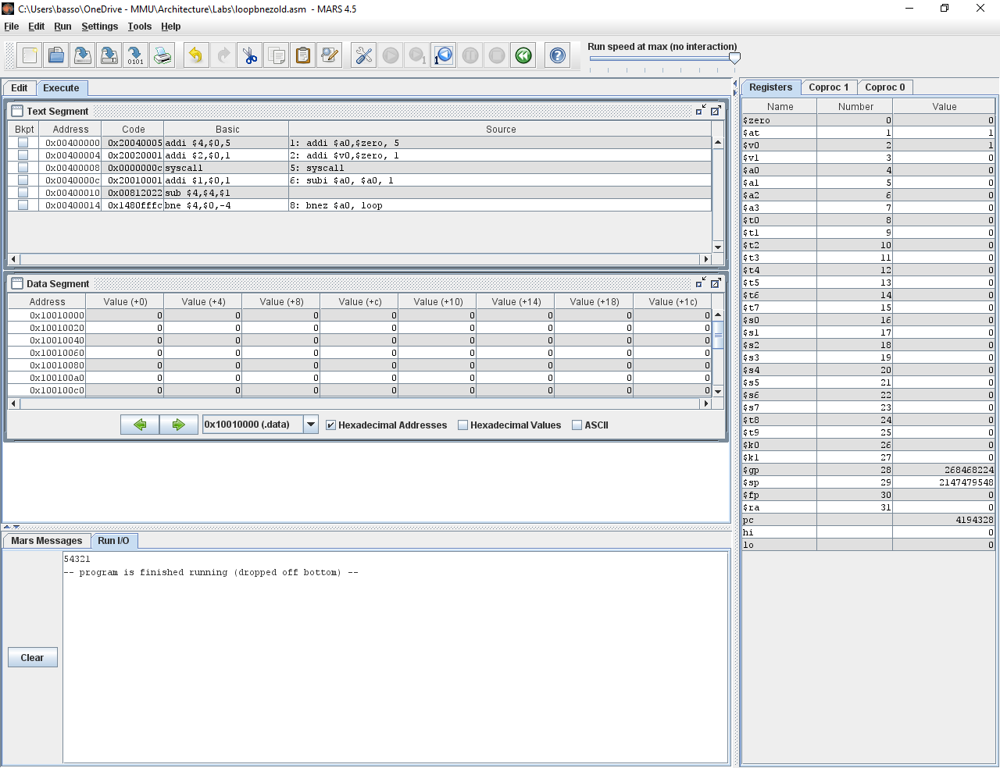 C:\Users\basso\OneDrive - MMU\Architecture\Labs\loopbnezold.asm - MARS 4.5
File Edit Run Settings Tools Help
Run speed at max (no interaction)
Edit Execute
Text Segment
Bkpt Address Code Basic Source
0x00400000 0x20040005 addi $4,$0,5 1: addi $a0,$zero, 5
0x00400004 0x20020001 addi $2,$0,1 2: addi $v0,$zero, 1
0x00400008 0x0000000c syscall 5: syscall
0x0040000c 0x20010001 addi $1,$0,1 6: subi $a0, $a0, 1
0x00400010 0x00812022 sub $4,$4,$1
0x00400014 0x1480fffc bne $4,$0,-4 8: bnez $a0, loop
Data Segment
Address Value (+0) Value (+4) Value (+8) Value (+c) Value (+10) Value (+14) Value (+18) Value (+1c)
0x10010000 0 0 0 0 0 0 0 0
0x10010020 0 0 0 0 0 0 0 0
0x10010040 0 0 0 0 0 0 0 0
0x10010060 0 0 0 0 0 0 0 0
0x10010080 0 0 0 0 0 0 0 0
0x100100a0 0 0 0 0 0 0 0 0
0x100100c0 0 0 0 0 0 0 0 0
0x10010000 (.data) Hexadecimal Addresses Hexadecimal Values ASCII
Mars Messages Run I/O
54321
-- program is finished running (dropped off bottom) --
Clear
Registers Coproc 1 Coproc 0
Name Number Value
$zero 0 0
$at 1 1
$v0 2 1
$v1 3 0
$a0 4 0
$a1 5 0
$a2 6 0
$a3 7 0
$t0 8 0
$t1 9 0
$t2 10 0
$t3 11 0
$t4 12 0
$t5 13 0
$t6 14 0
$t7 15 0
$s0 16 0
$s1 17 0
$s2 18 0
$s3 19 0
$s4 20 0
$s5 21 0
$s6 22 0
$s7 23 0
$t8 24 0
$t9 25 0
$k0 26 0
$k1 27 0
$gp 28 268468224
$sp 29 2147479548
$fp 30 0
$ra 31 0
pc 4194328
hi 0
lo 0